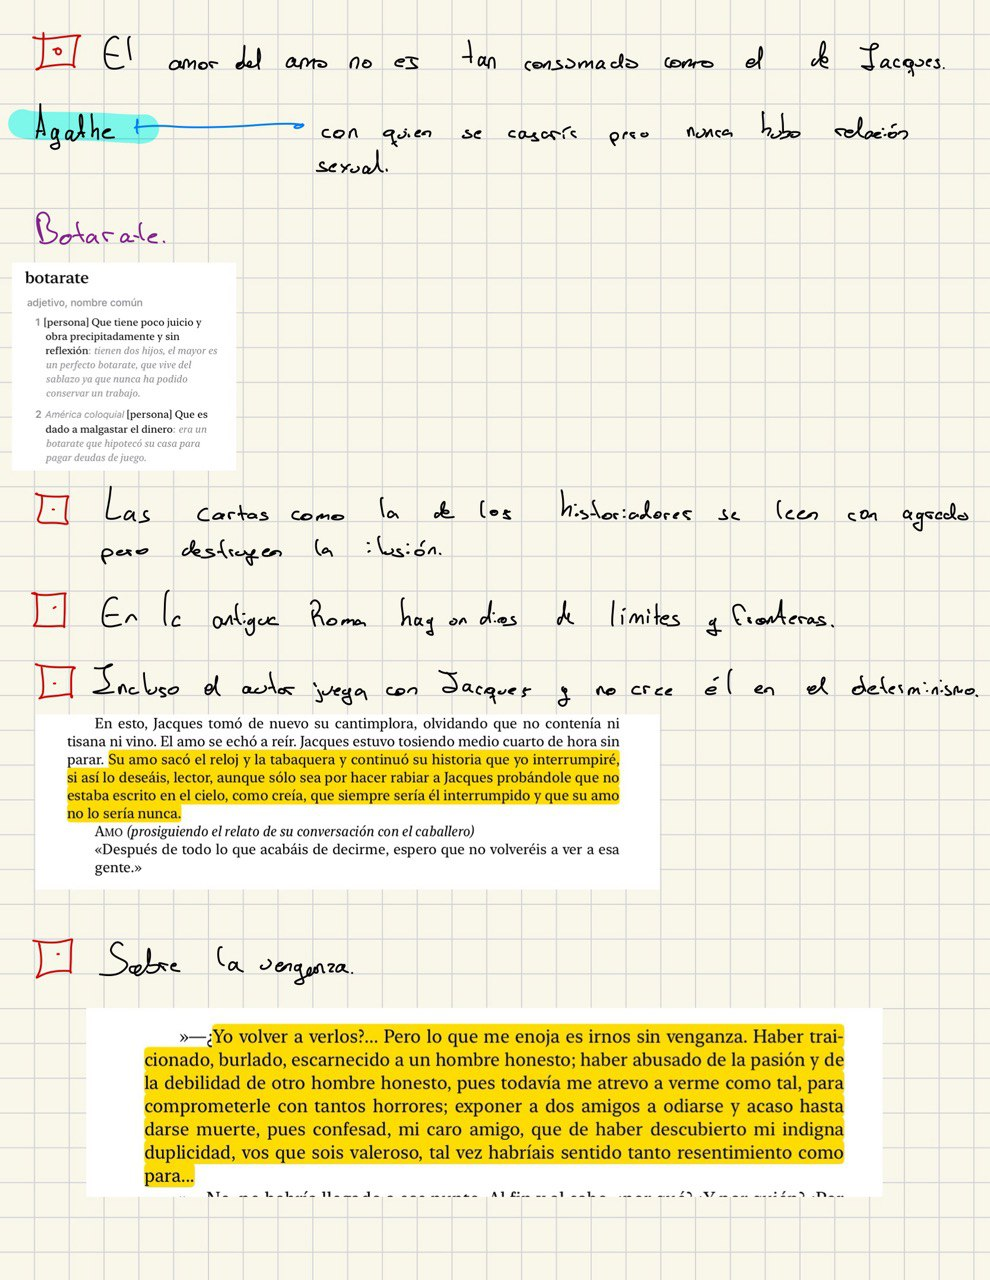 El amor del amo no es tan consumado como el de Jacques.
Agathe con quien se casaría pero nunca hubo relación
sexual.
Botarate.
botarate
adjetivo, nombre común
1 [persona] Que tiene poco juicio y
obra precipitadamente y sin
reflexión: tienen dos hijos, el mayor es
un perfecto botarate, que vive del
sablazo ya que nunca ha podido
conservar un trabajo.
2 América coloquial [persona] Que es
dado a malgastar el dinero: era un
botarate que hipotecó su casa para
pagar deudas de juego.
Las cartas como la de los historiadores se leen con agrado
pero destruyen la ilusión.
En la antigua Roma hay un dios de límites y fronteras.
Incluso el autor juega con Jacques y no cree él en el determinismo.
En esto, Jacques tomó de nuevo su cantimplora, olvidando que no contenía ni
tisana ni vino. El amo se echó a reír. Jacques estuvo tosiendo medio cuarto de hora sin
parar. Su amo sacó el reloj y la tabaquera y continuó su historia que yo interrumpiré,
si así lo deseáis, lector, aunque sólo sea por hacer rabiar a Jacques probándole que no
estaba escrito en el cielo, como creía, que siempre sería él interrumpido y que su amo
no lo sería nunca.
AMO (prosiguiendo el relato de su conversación con el caballero)
«Después de todo lo que acabáis de decirme, espero que no volveréis a ver a esa
gente.»
Sobre la venganza.
»—¿Yo volver a verlos?... Pero lo que me enoja es irnos sin venganza. Haber trai-
cionado, burlado, escarnecido a un hombre honesto; haber abusado de la pasión y de
la debilidad de otro hombre honesto, pues todavía me atrevo a verme como tal, para
comprometerle con tantos horrores; exponer a dos amigos a odiarse y acaso hasta
darse muerte, pues confesad, mi caro amigo, que de haber descubierto mi indigna
duplicidad, vos que sois valeroso, tal vez habríais sentido tanto resentimiento como
para...